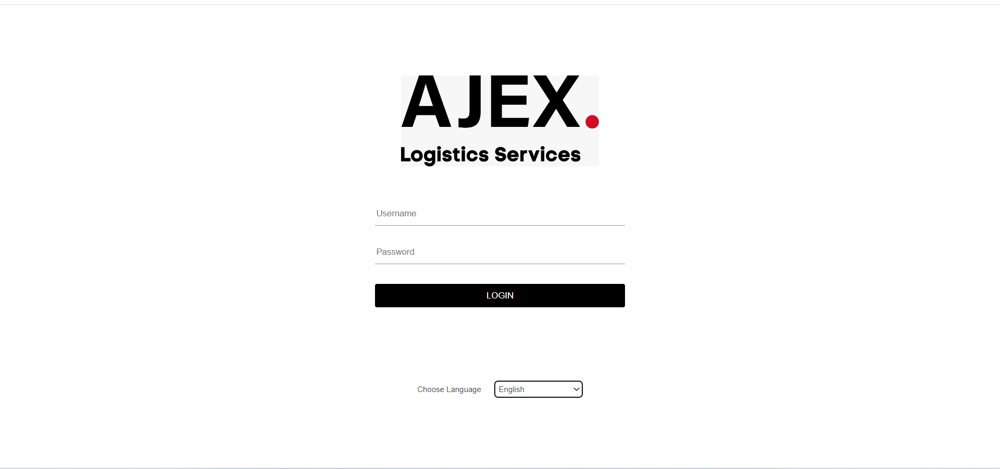 AJEX.
Logistics Services
Username
Password
LOGIN
Choose Language English